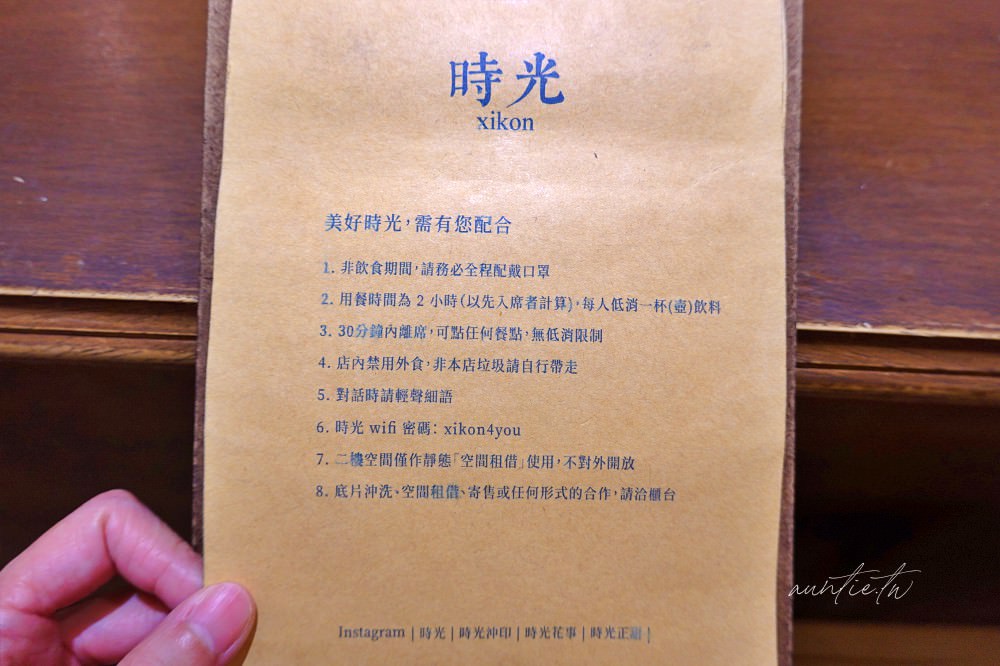 時光
xikon
美好時光,需有您配合
1. 非飲食期間,請務必全程配戴口罩
2. 用餐時間為 2 小時(以先入席者計算),每人低消一杯(壺)飲料
3. 30分鐘內離席,可點任何餐點,無低消限制
4. 店內禁用外食,非本店垃圾請自行帶走
5. 對話時請輕聲細語
6. 時光 wifi 密碼: xikon4you
7. 二樓空間僅作靜態「空間租借」使用,不對外開放
8. 底片沖洗、空間租借、寄售或任何形式的合作,請洽櫃台
Instagram | 時光 | 時光沖印 | 時光花事 | 時光正甜 |
auntie.tw